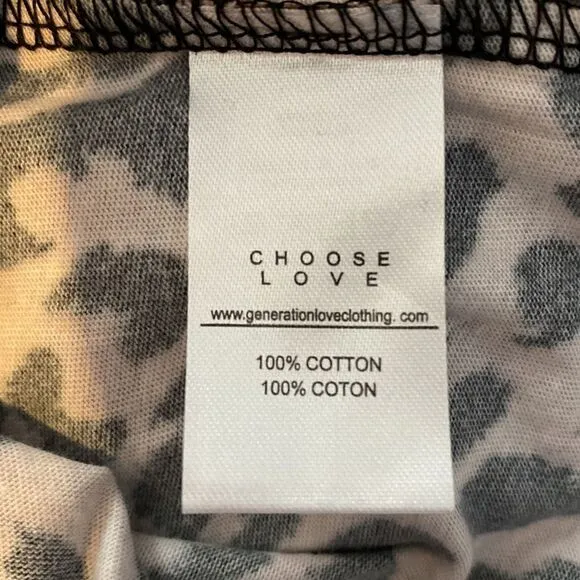 CHOOSE
LOVE
www.generationloveclothing. com
100% COTTON
100% COTON